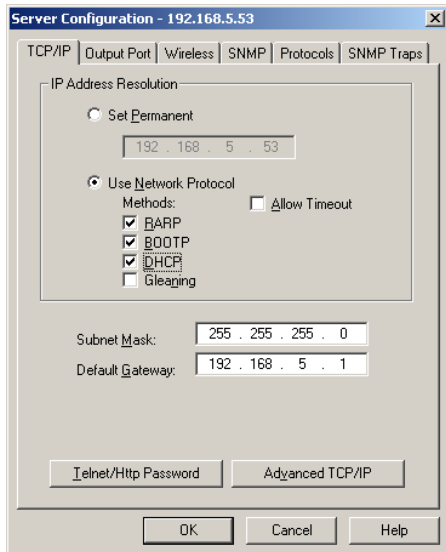 Server Configuration - 192.168.5.53
TCP/IP Output Port Wireless SNMP Protocols SNMP Traps
IP Address Resolution
Set Permanent
192 . 168 . 5 . 53
Use Network Protocol
Methods: Allow Timeout
RARP
BOOTP
DHCP
Gleaning
Subnet Mask: 255 . 255 . 255 . 0
Default Gateway: 192 . 168 . 5 . 1
Telnet/Http Password Advanced TCP/IP
OK Cancel Help